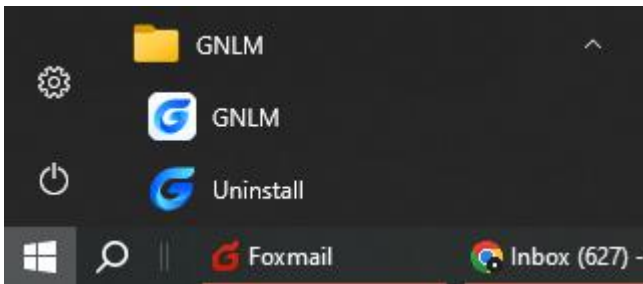 GNLM
GNLM
Uninstall
Foxmail
Inbox (627) -